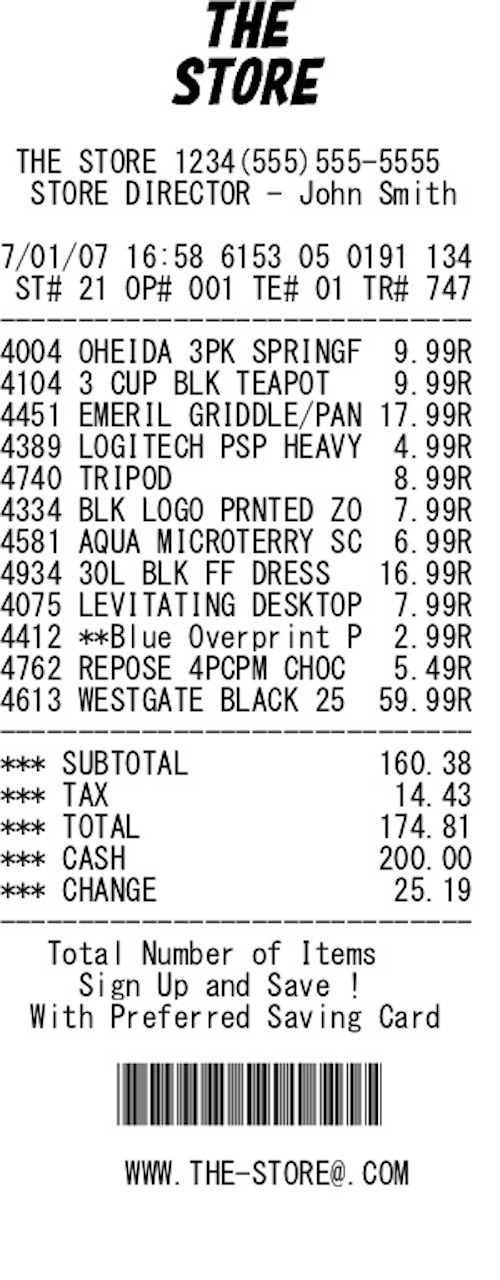 THE
STORE
THE STORE 1234(555)555-5555
STORE DIRECTOR - John Smith
7/01/07 16:58 6153 05 0191 134
ST# 21 OP# 001 TE# 01 TR# 747
4004 OHEIDA 3PK SPRINGF 9.99R
4104 3 CUP BLK TEAPOT 9.99R
4451 EMERIL GRIDDLE/PAN 17.99R
4389 LOGITECH PSP HEAVY 4.99R
4740 TRIPOD 8.99R
4334 BLK LOGO PRNTED ZO 7.99R
4581 AQUA MICROTERRY SC 6.99R
4934 30L BLK FF DRESS 16.99R
4075 LEVITATING DESKTOP 7.99R
4412 **Blue Overprint P 2.99R
4762 REPOSE 4PCPM CHOC 5.49R
4613 WESTGATE BLACK 25 59.99R
*** SUBTOTAL 160.38
*** TAX 14.43
*** TOTAL 174.81
*** CASH 200.00
*** CHANGE 25.19
Total Number of Items
Sign Up and Save !
With Preferred Saving Card
WWW.THE-STORE@.COM